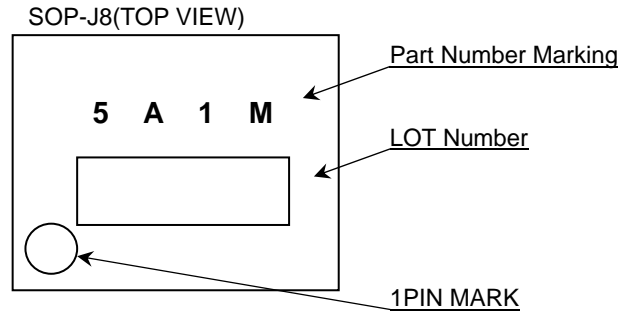 SOP-J8(TOP VIEW)
Part Number Marking
5 A 1 M
LOT Number
1PIN MARK